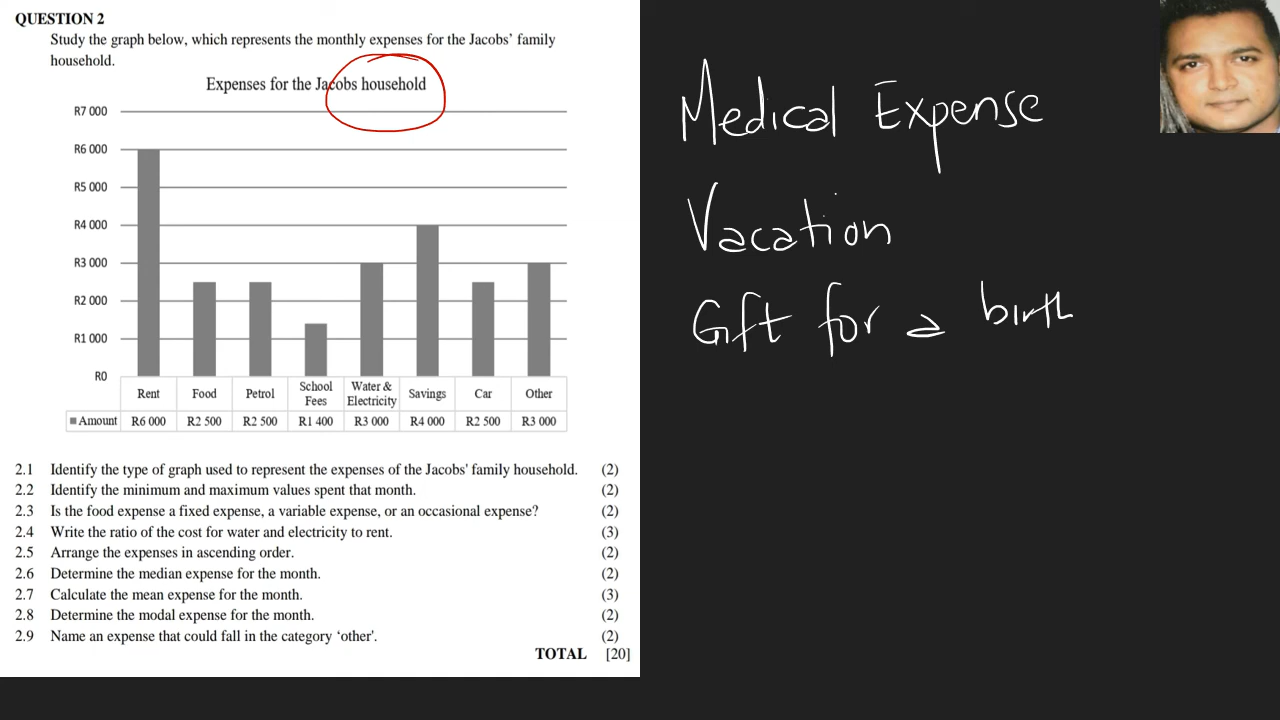 QUESTION 2
Study the graph below, which represents the monthly expenses for the Jacobs’ family
household.
Expenses for the Jacobs household
R7 000
R6 000
R5 000
R4 000
R3 000
R2 000
R1 000
R0
Rent Food Petrol School Fees Water & Electricity Savings Car Other
Amount R6 000 R2 500 R2 500 R1 400 R3 000 R4 000 R2 500 R3 000
2.1 Identify the type of graph used to represent the expenses of the Jacobs' family household. (2)
2.2 Identify the minimum and maximum values spent that month. (2)
2.3 Is the food expense a fixed expense, a variable expense, or an occasional expense? (2)
2.4 Write the ratio of the cost for water and electricity to rent. (3)
2.5 Arrange the expenses in ascending order. (2)
2.6 Determine the median expense for the month. (2)
2.7 Calculate the mean expense for the month. (3)
2.8 Determine the modal expense for the month. (2)
2.9 Name an expense that could fall in the category ‘other'. (2)
TOTAL [20]
Medical Expense
Vacation
Gift for a birth